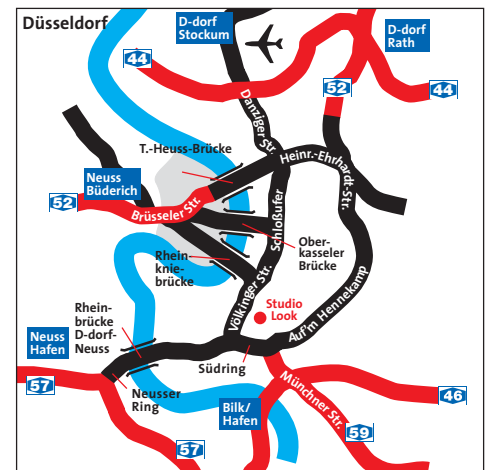 Düsseldorf
D-dorf
Stockum
D-dorf
Rath
44
52
44
Danziger Str.
T.-Heuss-Brücke
Heinr.-Ehrhardt-Str.
Neuss
Büderich
52
Brüsseler Str.
Schloßufer
Ober-
kasseler
Brücke
Rhein-
knie-
brücke
Völkinger Str.
Studio
Look
Auf'm Hennekamp
Rhein-
brücke
D-dorf-
Neuss
Neuss
Hafen
Südring
57
Neusser
Ring
Münchner Str.
46
Bilk/
Hafen
59
57